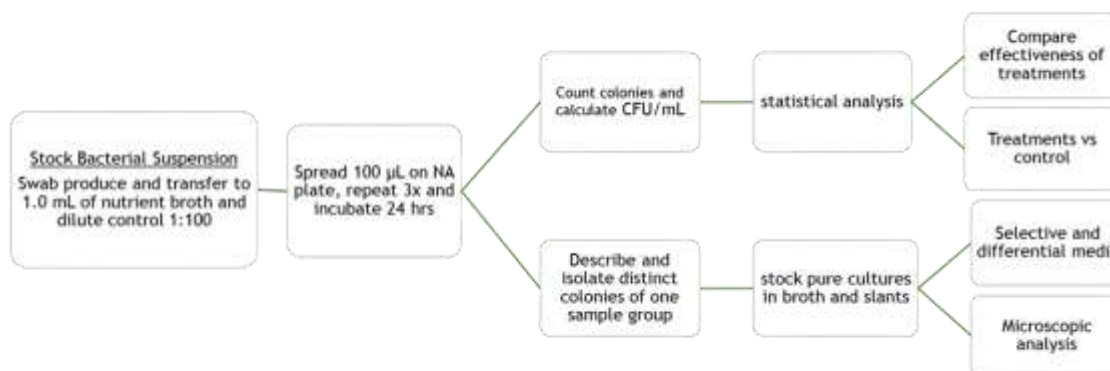 Stock Bacterial Suspension
Swab produce and transfer to
1.0 mL of nutrient broth and
dilute control 1:100
Spread 100 µL on NA
plate, repeat 3x and
incubate 24 hrs
Count colonies and
calculate CFU/mL
statistical analysis
Compare
effectiveness of
treatments
Treatments vs
control
Describe and
isolate distinct
colonies of one
sample group
stock pure cultures
in broth and slants
Selective and
differential medi
Microscopic
analysis